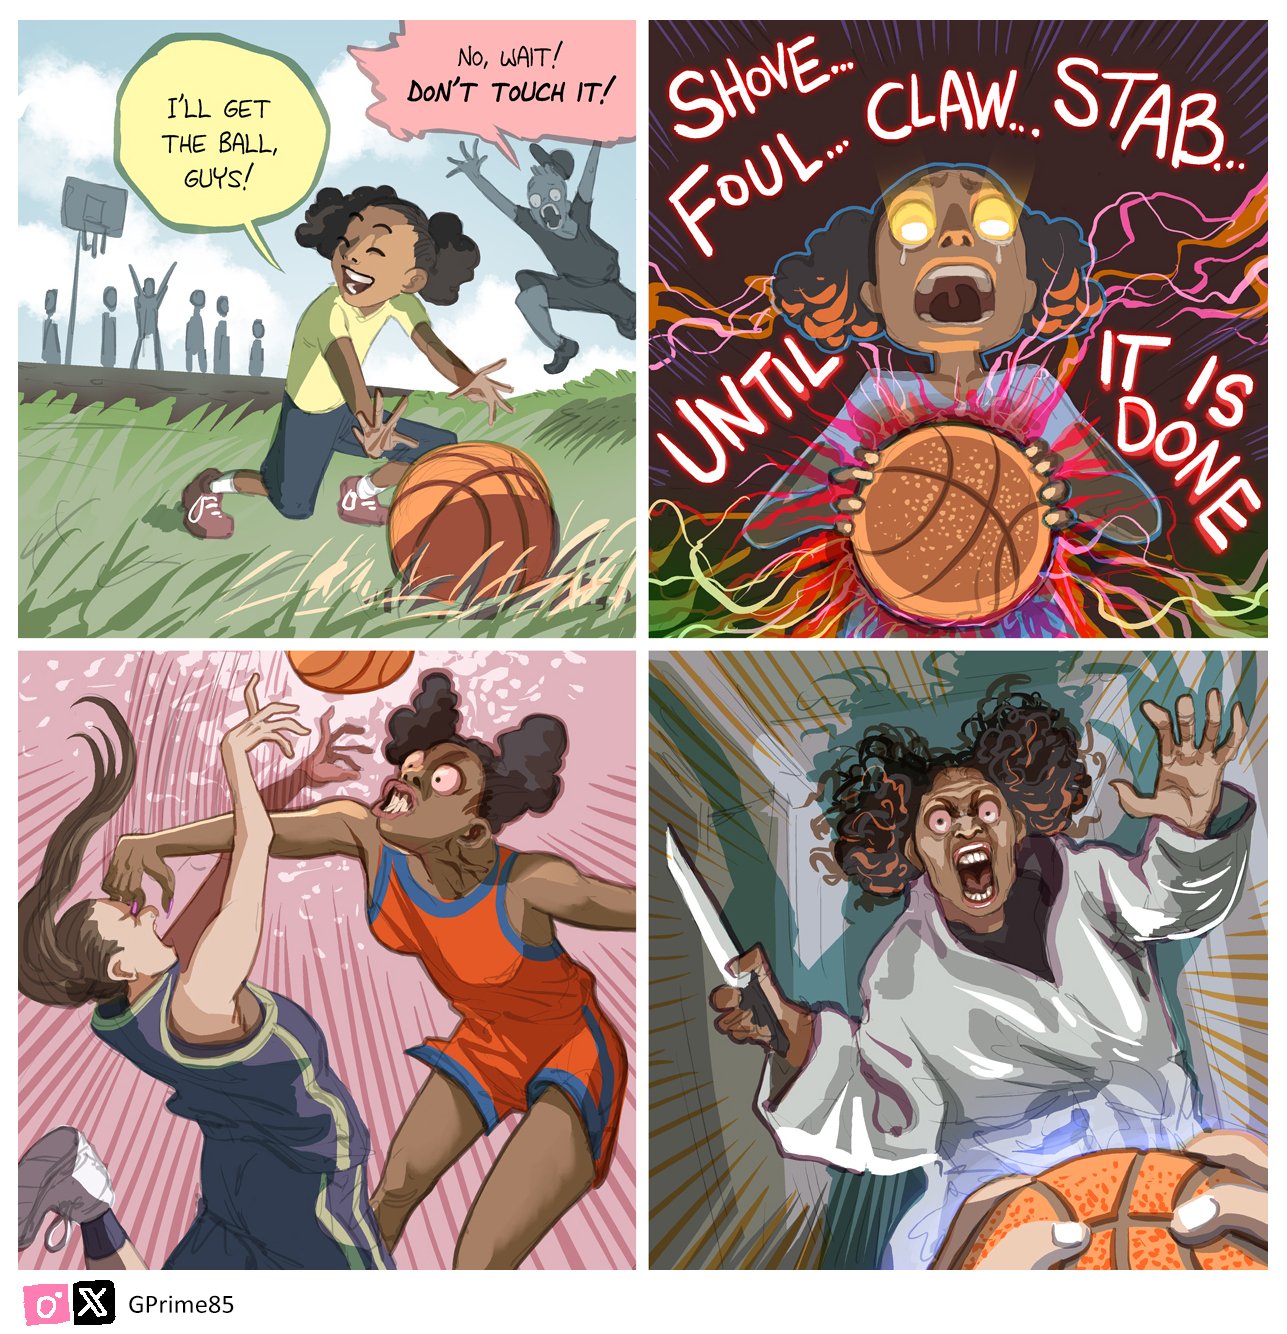 I'LL GET
THE BALL,
GUYS!
NO, WAIT!
DON'T TOUCH IT!
SHOVE...
FOUL... CLAW... STAB...
UNTIL
IT IS
DONE
GPrime85